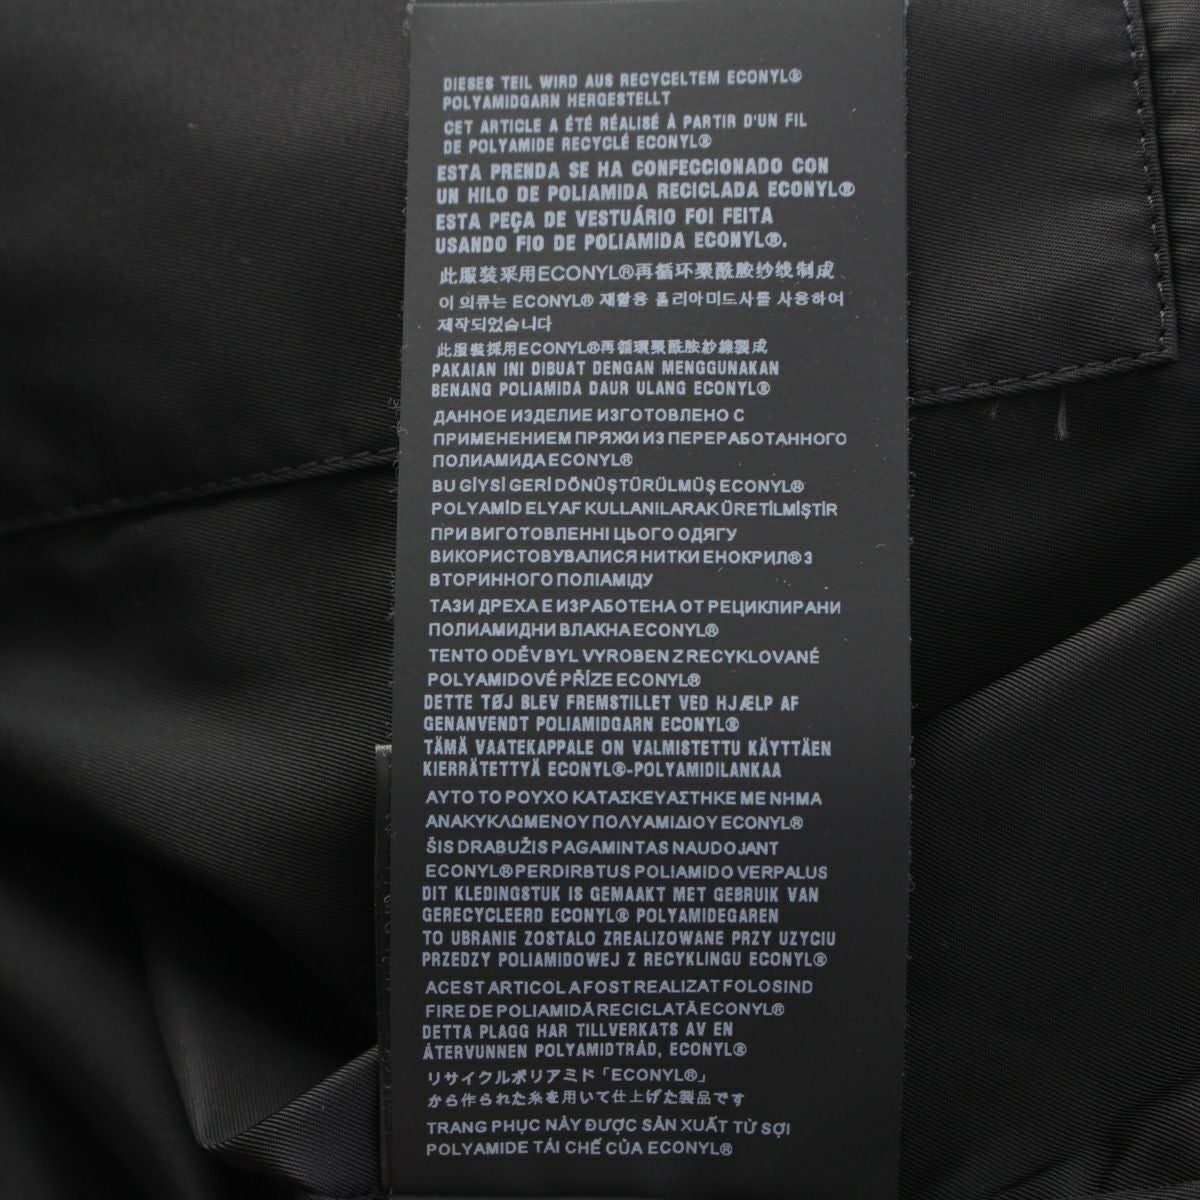 DIESES TEIL WIRD AUS RECYCELTEM ECONYL®
POLYAMIDGARN HERGESTELLT
CET ARTICLE A ÉTÉ RÉALISÉ À PARTIR D'UN FIL
DE POLYAMIDE RECYCLÉ ECONYL®
ESTA PRENDA SE HA CONFECCIONADO CON
UN HILO DE POLIAMIDA RECICLADA ECONYL®
ESTA PEÇA DE VESTUÁRIO FOI FEITA
USANDO FIO DE POLIAMIDA ECONYL®.
此服装采用ECONYL®再循环聚酰胺纱线制成
이 의류는 ECONYL® 재활용 폴리아미드사를 사용하여
제작되었습니다
此服裝採用ECONYL®再循環聚酰胺紗線製成
PAKAIAN INI DIBUAT DENGAN MENGGUNAKAN
BENANG POLIAMIDA DAUR ULANG ECONYL®
ДАННОЕ ИЗДЕЛИЕ ИЗГОТОВЛЕНО С
ПРИМЕНЕНИЕМ ПРЯЖИ ИЗ ПЕРЕРАБОТАННОГО
ПОЛИАМИДА ECONYL®
BU GİYSİ GERİ DÖNÜŞTÜRÜLMÜŞ ECONYL®
POLYAMİD ELYAF KULLANILARAK ÜRETİLMİŞTİR
ПРИ ВИГОТОВЛЕННІ ЦЬОГО ОДЯГУ
ВИКОРИСТОВУВАЛИСЯ НИТКИ ЕНОКРИЛ® З
ВТОРИННОГО ПОЛІАМІДУ
ТАЗИ ДРЕХА Е ИЗРАБОТЕНА ОТ РЕЦИКЛИРАНИ
ПОЛИАМИДНИ ВЛАКНА ECONYL®
TENTO ODĚV BYL VYROBEN Z RECYKLOVANÉ
POLYAMIDOVÉ PŘÍZE ECONYL®
DETTE TØJ BLEV FREMSTILLET VED HJÆLP AF
GENANVENDT POLIAMIDGARN ECONYL®
TÄMÄ VAATEKAPPALE ON VALMISTETTU KÄYTTÄEN
KIERRÄTETTYÄ ECONYL®-POLYAMIDILANKAA
ΑΥΤΟ ΤΟ ΡΟΥΧΟ ΚΑΤΑΣΚΕΥΑΣΤΗΚΕ ΜΕ ΝΗΜΑ
ΑΝΑΚΥΚΛΩΜΕΝΟΥ ΠΟΛΥΑΜΙΔΙΟΥ ECONYL®
ŠIS DRABUŽIS PAGAMINTAS NAUDOJANT
ECONYL® PERDIRBTUS POLIAMIDO VERPALUS
DIT KLEDINGSTUK IS GEMAAKT MET GEBRUIK VAN
GERECYCLEERD ECONYL® POLYAMIDEGAREN
TO UBRANIE ZOSTALO ZREALIZOWANE PRZY UZYCIU
PRZEDZY POLIAMIDOWEJ Z RECYKLINGU ECONYL®
ACEST ARTICOL A FOST REALIZAT FOLOSIND
FIRE DE POLIAMIDĂ RECICLATĂ ECONYL®
DETTA PLAGG HAR TILLVERKATS AV EN
ÅTERVUNNEN POLYAMIDTRÅD, ECONYL®
リサイクルポリアミド「ECONYL®」
から作られた糸を用いて仕上げた製品です
TRANG PHỤC NÀY ĐƯỢC SẢN XUẤT TỪ SỢI
POLYAMIDE TÁI CHẾ CỦA ECONYL®